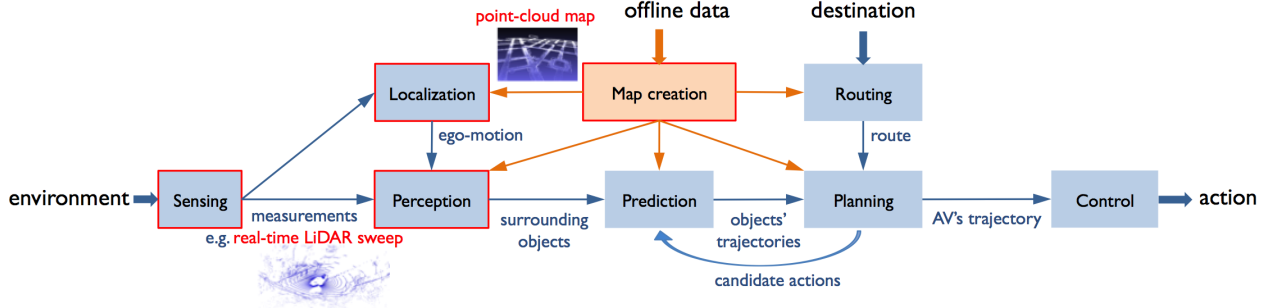 point-cloud map
offline data
destination
Localization
Map creation
Routing
ego-motion
route
environment
Sensing
Perception
Prediction
Planning
Control
action
measurements
e.g. real-time LiDAR sweep
surrounding
objects
objects'
trajectories
AV's trajectory
candidate actions